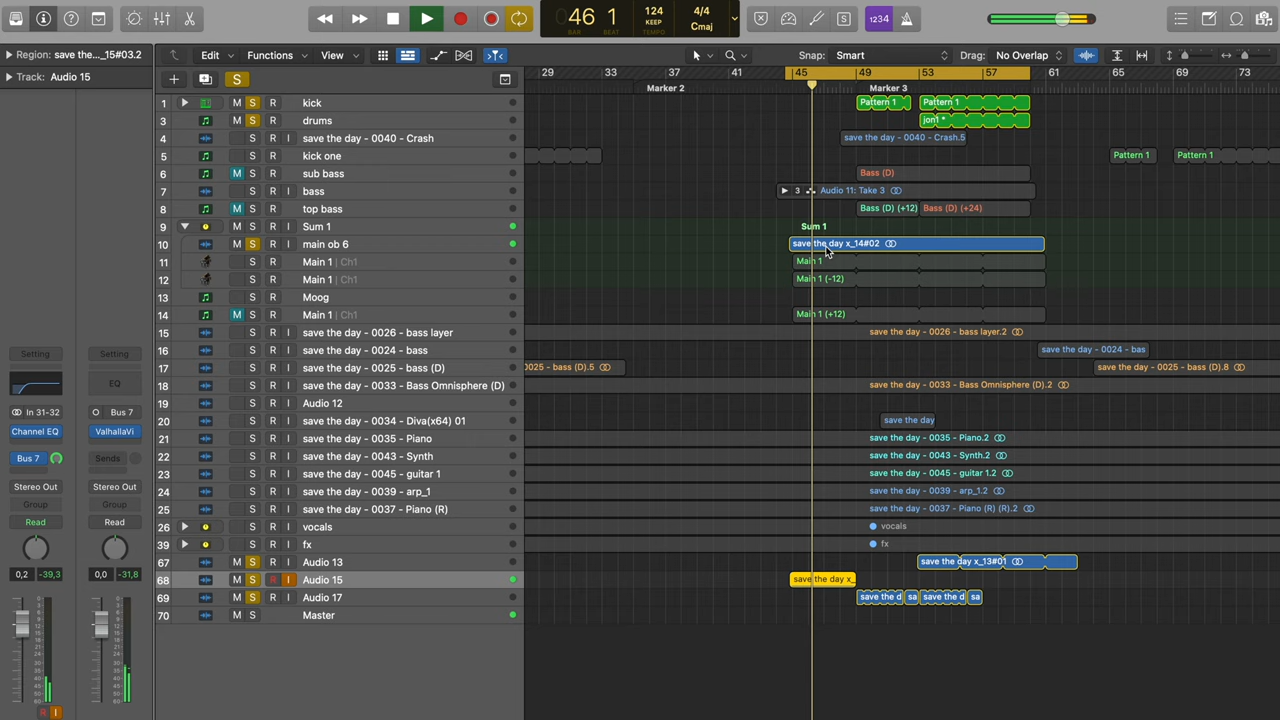 46 1
BAR BEAT
124
KEEP
TEMPO
4/4
Cmaj
1234
Region: save the..._15#03.2
Track: Audio 15
Edit Functions View
Snap: Smart
Drag: No Overlap
29 33 37 41 45 49 53 57 61 65 69 73
Marker 2 Marker 3
1 M S R kick Pattern 1 Pattern 1
3 M S R drums jon1 *
4 M S R save the day - 0040 - Crash save the day - 0040 - Crash.5
5 S R kick one Pattern 1 Pattern 1
6 M S R sub bass Bass (D)
7 M S R I bass 3 Audio 11: Take 3
8 M S R top bass Bass (D) (+12) Bass (D) (+24)
9 M S R Sum 1 Sum 1
10 M S R main ob 6 save the day x_14#02
11 M S R Main 1 | Ch1 Main 1
12 M S R Main 1 | Ch1 Main 1 (-12)
13 M S R Moog
14 M S R Main 1 | Ch1 Main 1 (+12)
15 S R I save the day - 0026 - bass layer save the day - 0026 - bass layer.2
16 M S R I save the day - 0024 - bass save the day - 0024 - bas
17 M S R I save the day - 0025 - bass (D) 0025 - bass (D).5 save the day - 0025 - bass (D).8
18 M S R I save the day - 0033 - Bass Omnisphere (D) save the day - 0033 - Bass Omnisphere (D).2
19 M S R I Audio 12
20 M S R I save the day - 0034 - Diva(x64) 01 save the day
21 M S R I save the day - 0035 - Piano save the day - 0035 - Piano.2
22 M S R I save the day - 0043 - Synth save the day - 0043 - Synth.2
23 M S R I save the day - 0045 - guitar 1 save the day - 0045 - guitar 1.2
24 M S R I save the day - 0039 - arp_1 save the day - 0039 - arp_1.2
25 M S R I save the day - 0037 - Piano (R) save the day - 0037 - Piano (R) (R).2
26 M S R vocals vocals
39 M S R fx fx
67 M S R I Audio 13 save the day x_13#01
68 M S R I Audio 15 save the day x_
69 M S R I Audio 17 save the d sa save the d sa
70 M S Master
Setting Setting
EQ
In 31-32 Bus 7
Channel EQ ValhallaVi
Bus 7 Sends
Stereo Out Stereo Out
Group Group
Read Read
0,2 -39,3 0,0 -31,8
R I